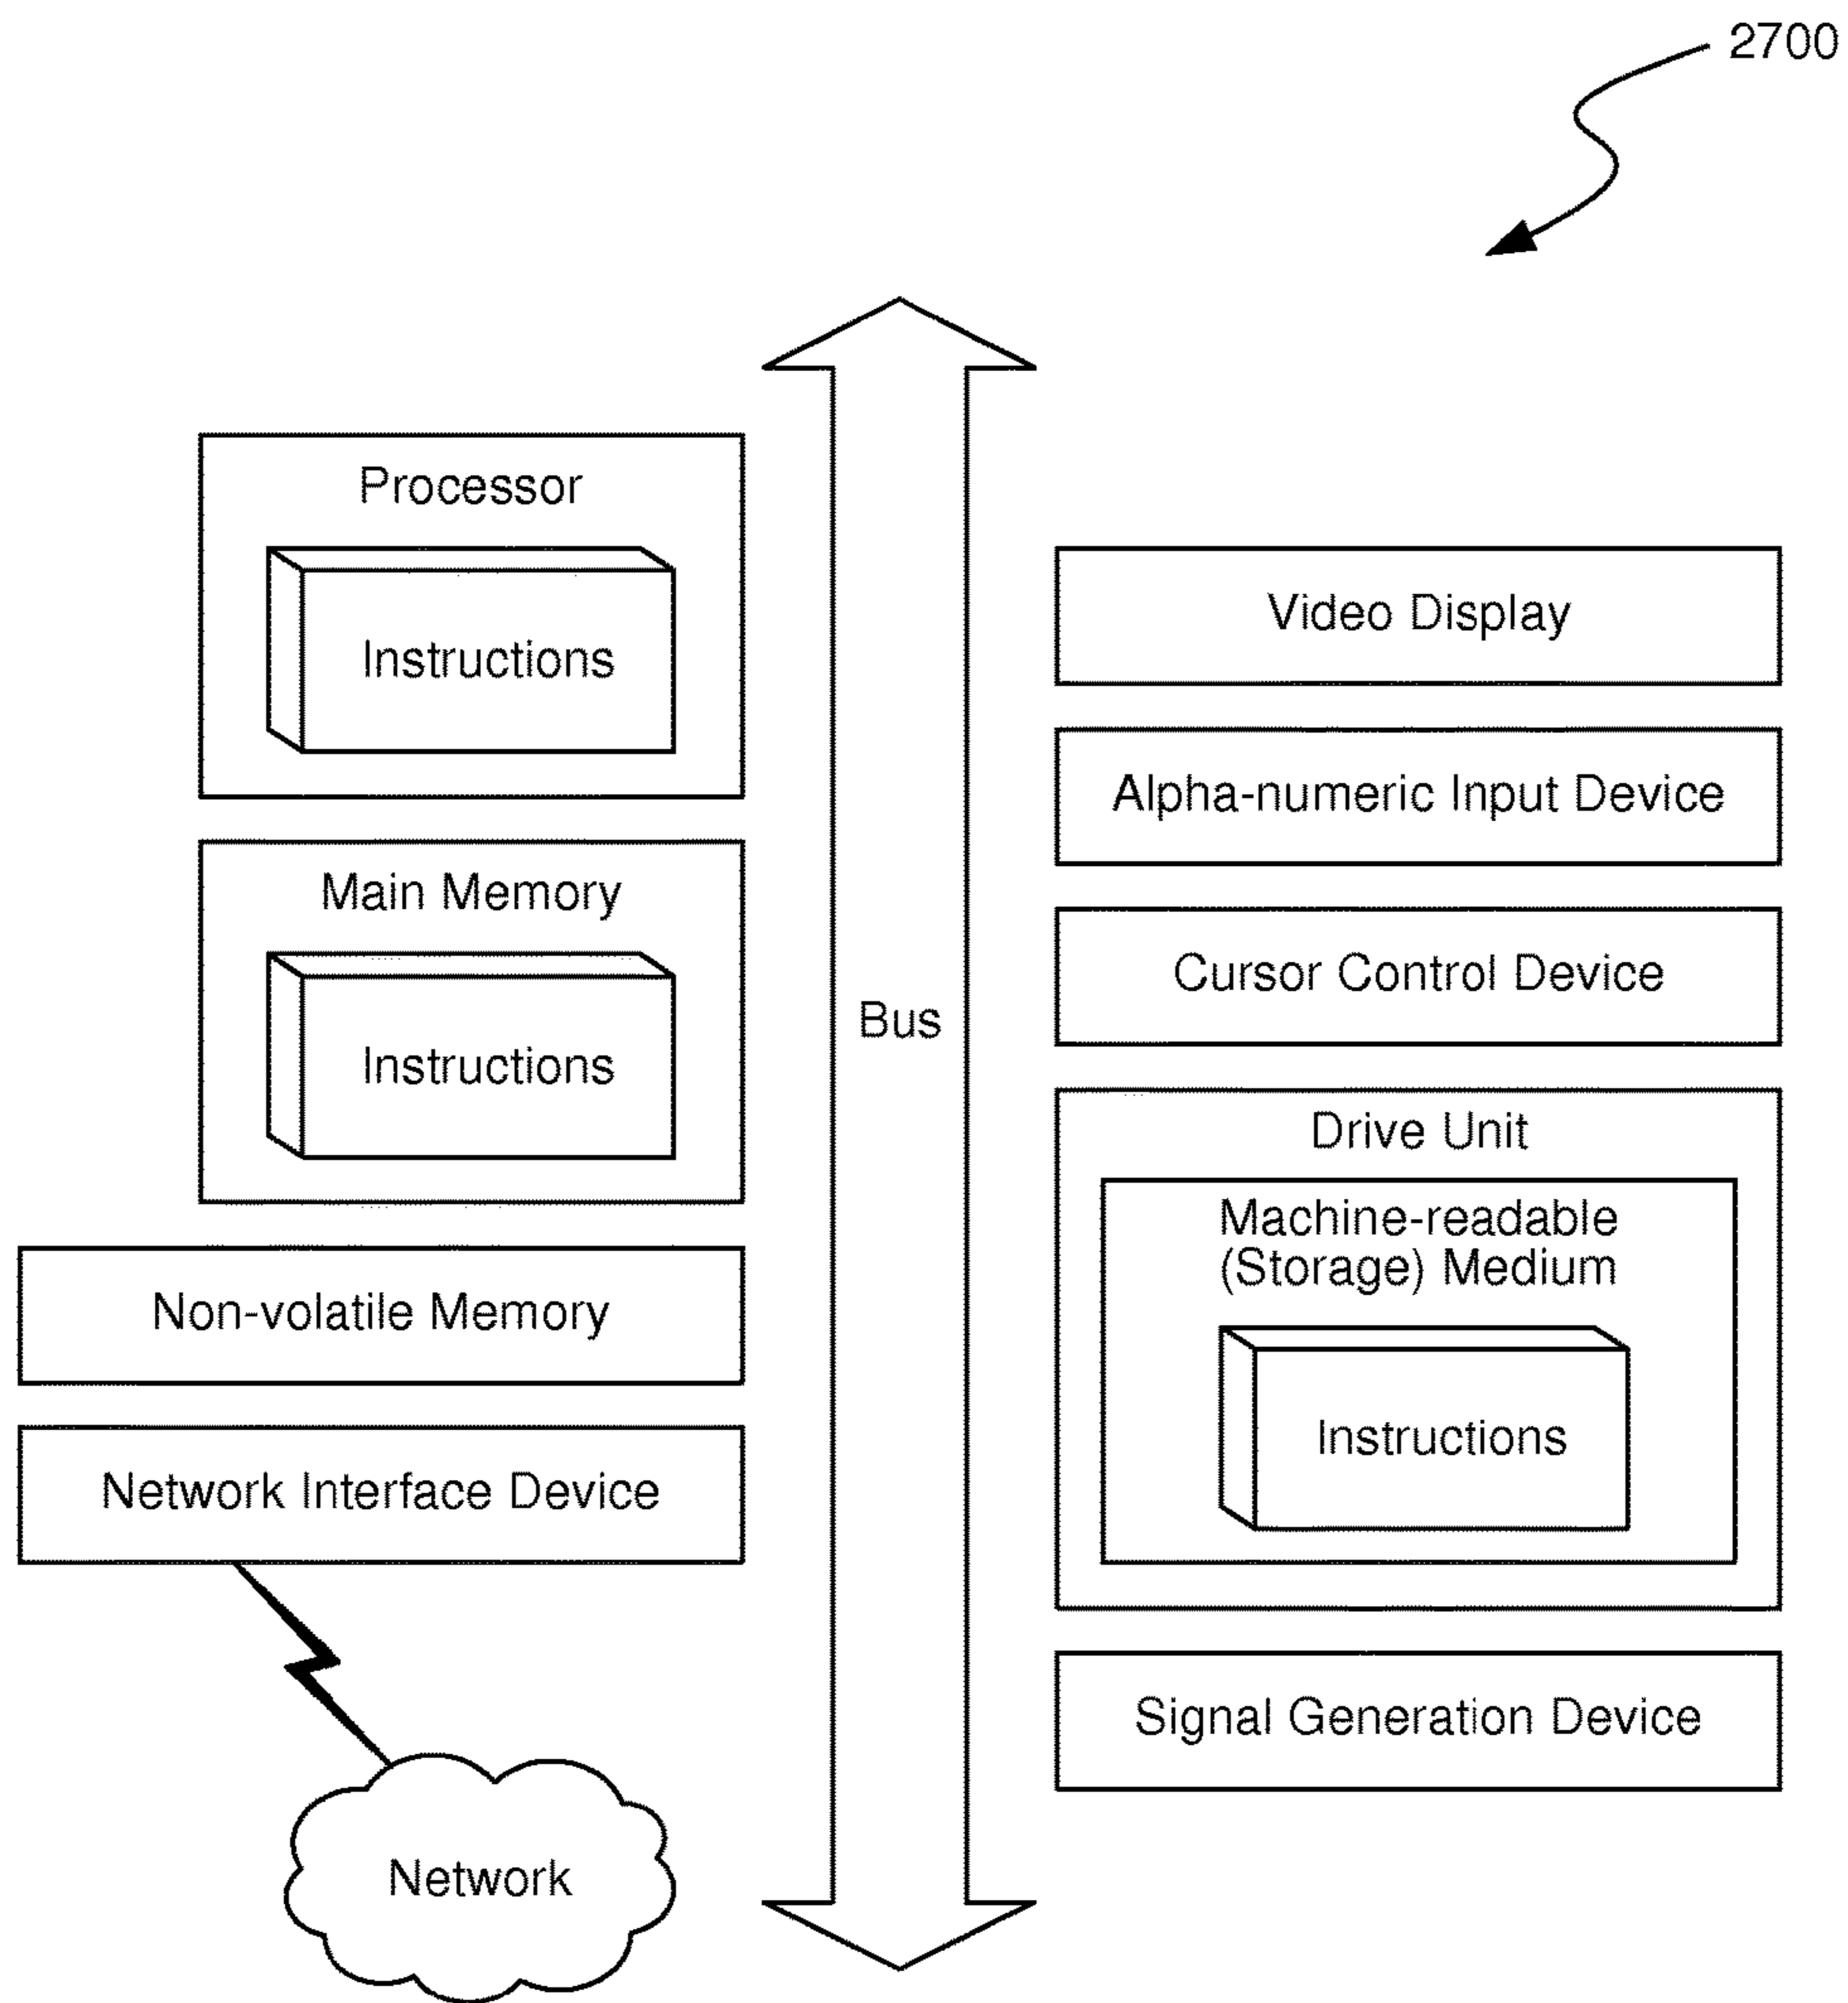 2700
Processor
Instructions
Main Memory
Instructions
Non-volatile Memory
Network Interface Device
Network
Bus
Video Display
Alpha-numeric Input Device
Cursor Control Device
Drive Unit
Machine-readable
(Storage) Medium
Instructions
Signal Generation Device